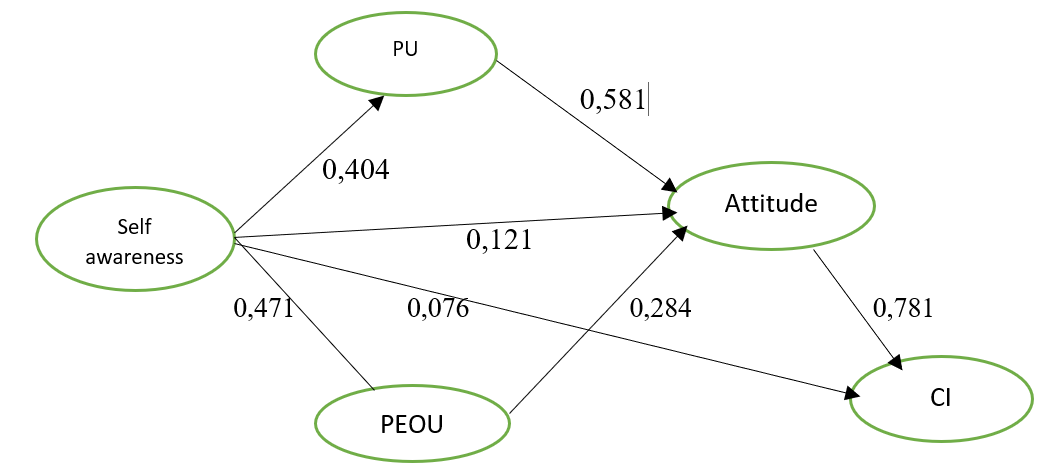 PU
0,581
0,404
Self
awareness
Attitude
0,121
0,471
0,076
0,284
0,781
PEOU
CI